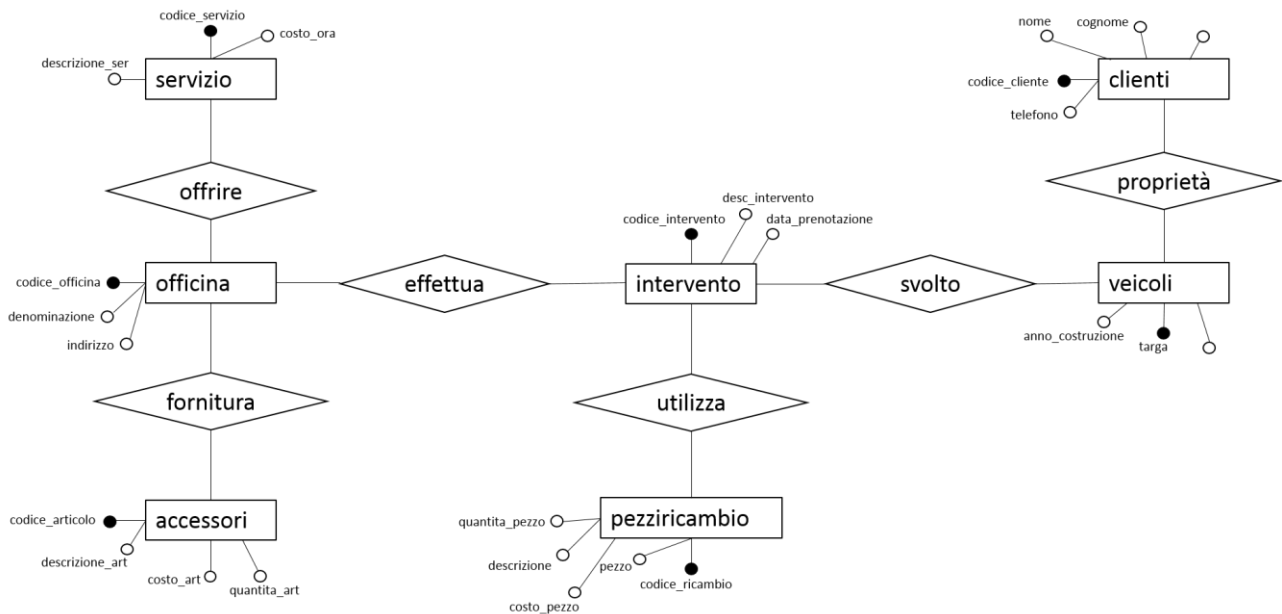 codice_servizio
costo_ora
descrizione_ser
servizio
offrire
codice_officina
denominazione
indirizzo
officina
fornitura
codice_articolo
descrizione_art
costo_art
quantita_art
accessori
effettua
codice_intervento
desc_intervento
data_prenotazione
intervento
utilizza
quantita_pezzo
descrizione
costo_pezzo
pezzo
codice_ricambio
pezziricambio
svolto
nome
cognome
codice_cliente
telefono
clienti
proprietà
veicoli
anno_costruzione
targa